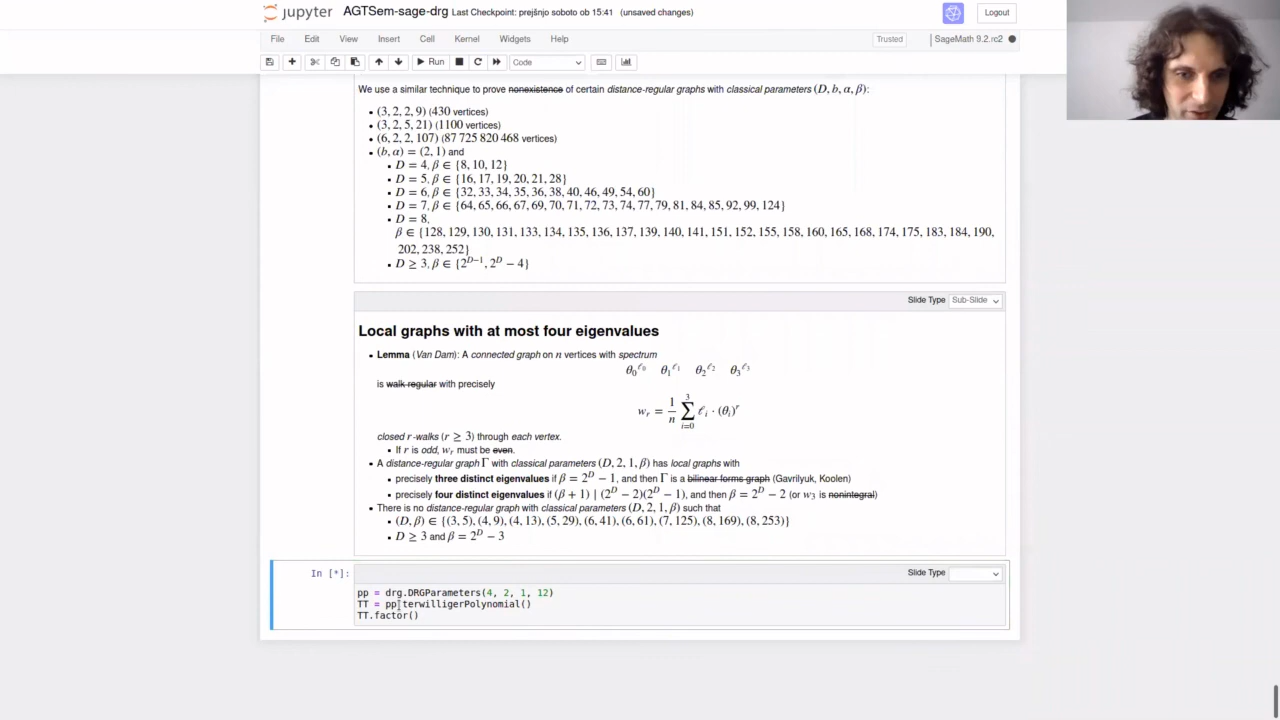 jupyter AGTSem-sage-drg Last Checkpoint: prejšnjo soboto ob 15:41 (unsaved changes) Logout
File Edit View Insert Cell Kernel Widgets Help Trusted SageMath 9.2.rc2
Run Code
We use a similar technique to prove nonexistence of certain distance-regular graphs with classical parameters (D, b, α, β):
(3, 2, 2, 9) (430 vertices)
(3, 2, 5, 21) (1100 vertices)
(6, 2, 2, 107) (87 725 820 468 vertices)
(b, α) = (2, 1) and
D = 4, β ∈ {8, 10, 12}
D = 5, β ∈ {16, 17, 19, 20, 21, 28}
D = 6, β ∈ {32, 33, 34, 35, 36, 38, 40, 46, 49, 54, 60}
D = 7, β ∈ {64, 65, 66, 67, 69, 70, 71, 72, 73, 74, 77, 79, 81, 84, 85, 92, 99, 124}
D = 8,
β ∈ {128, 129, 130, 131, 133, 134, 135, 136, 137, 139, 140, 141, 151, 152, 155, 158, 160, 165, 168, 174, 175, 183, 184, 190,
202, 238, 252}
D ≥ 3, β ∈ {2^{D−1}, 2^D − 4}
Slide Type Sub-Slide
Local graphs with at most four eigenvalues
Lemma (Van Dam): A connected graph on n vertices with spectrum
θ_0^{ℓ_0} θ_1^{ℓ_1} θ_2^{ℓ_2} θ_3^{ℓ_3}
is walk regular with precisely
w_r = 1/n ∑_{i=0}^{3} ℓ_i · (θ_i)^r
closed r-walks (r ≥ 3) through each vertex.
If r is odd, w_r must be even.
A distance-regular graph Γ with classical parameters (D, 2, 1, β) has local graphs with
precisely three distinct eigenvalues if β = 2^D − 1, and then Γ is a bilinear forms graph (Gavrilyuk, Koolen)
precisely four distinct eigenvalues if (β + 1) | (2^D − 2)(2^D − 1), and then β = 2^D − 2 (or w_3 is nonintegral)
There is no distance-regular graph with classical parameters (D, 2, 1, β) such that
(D, β) ∈ {(3, 5), (4, 9), (4, 13), (5, 29), (6, 41), (6, 61), (7, 125), (8, 169), (8, 253)}
D ≥ 3 and β = 2^D − 3
In [*]: Slide Type
pp = drg.DRGParameters(4, 2, 1, 12)
TT = pp.terwilligerPolynomial()
TT.factor()